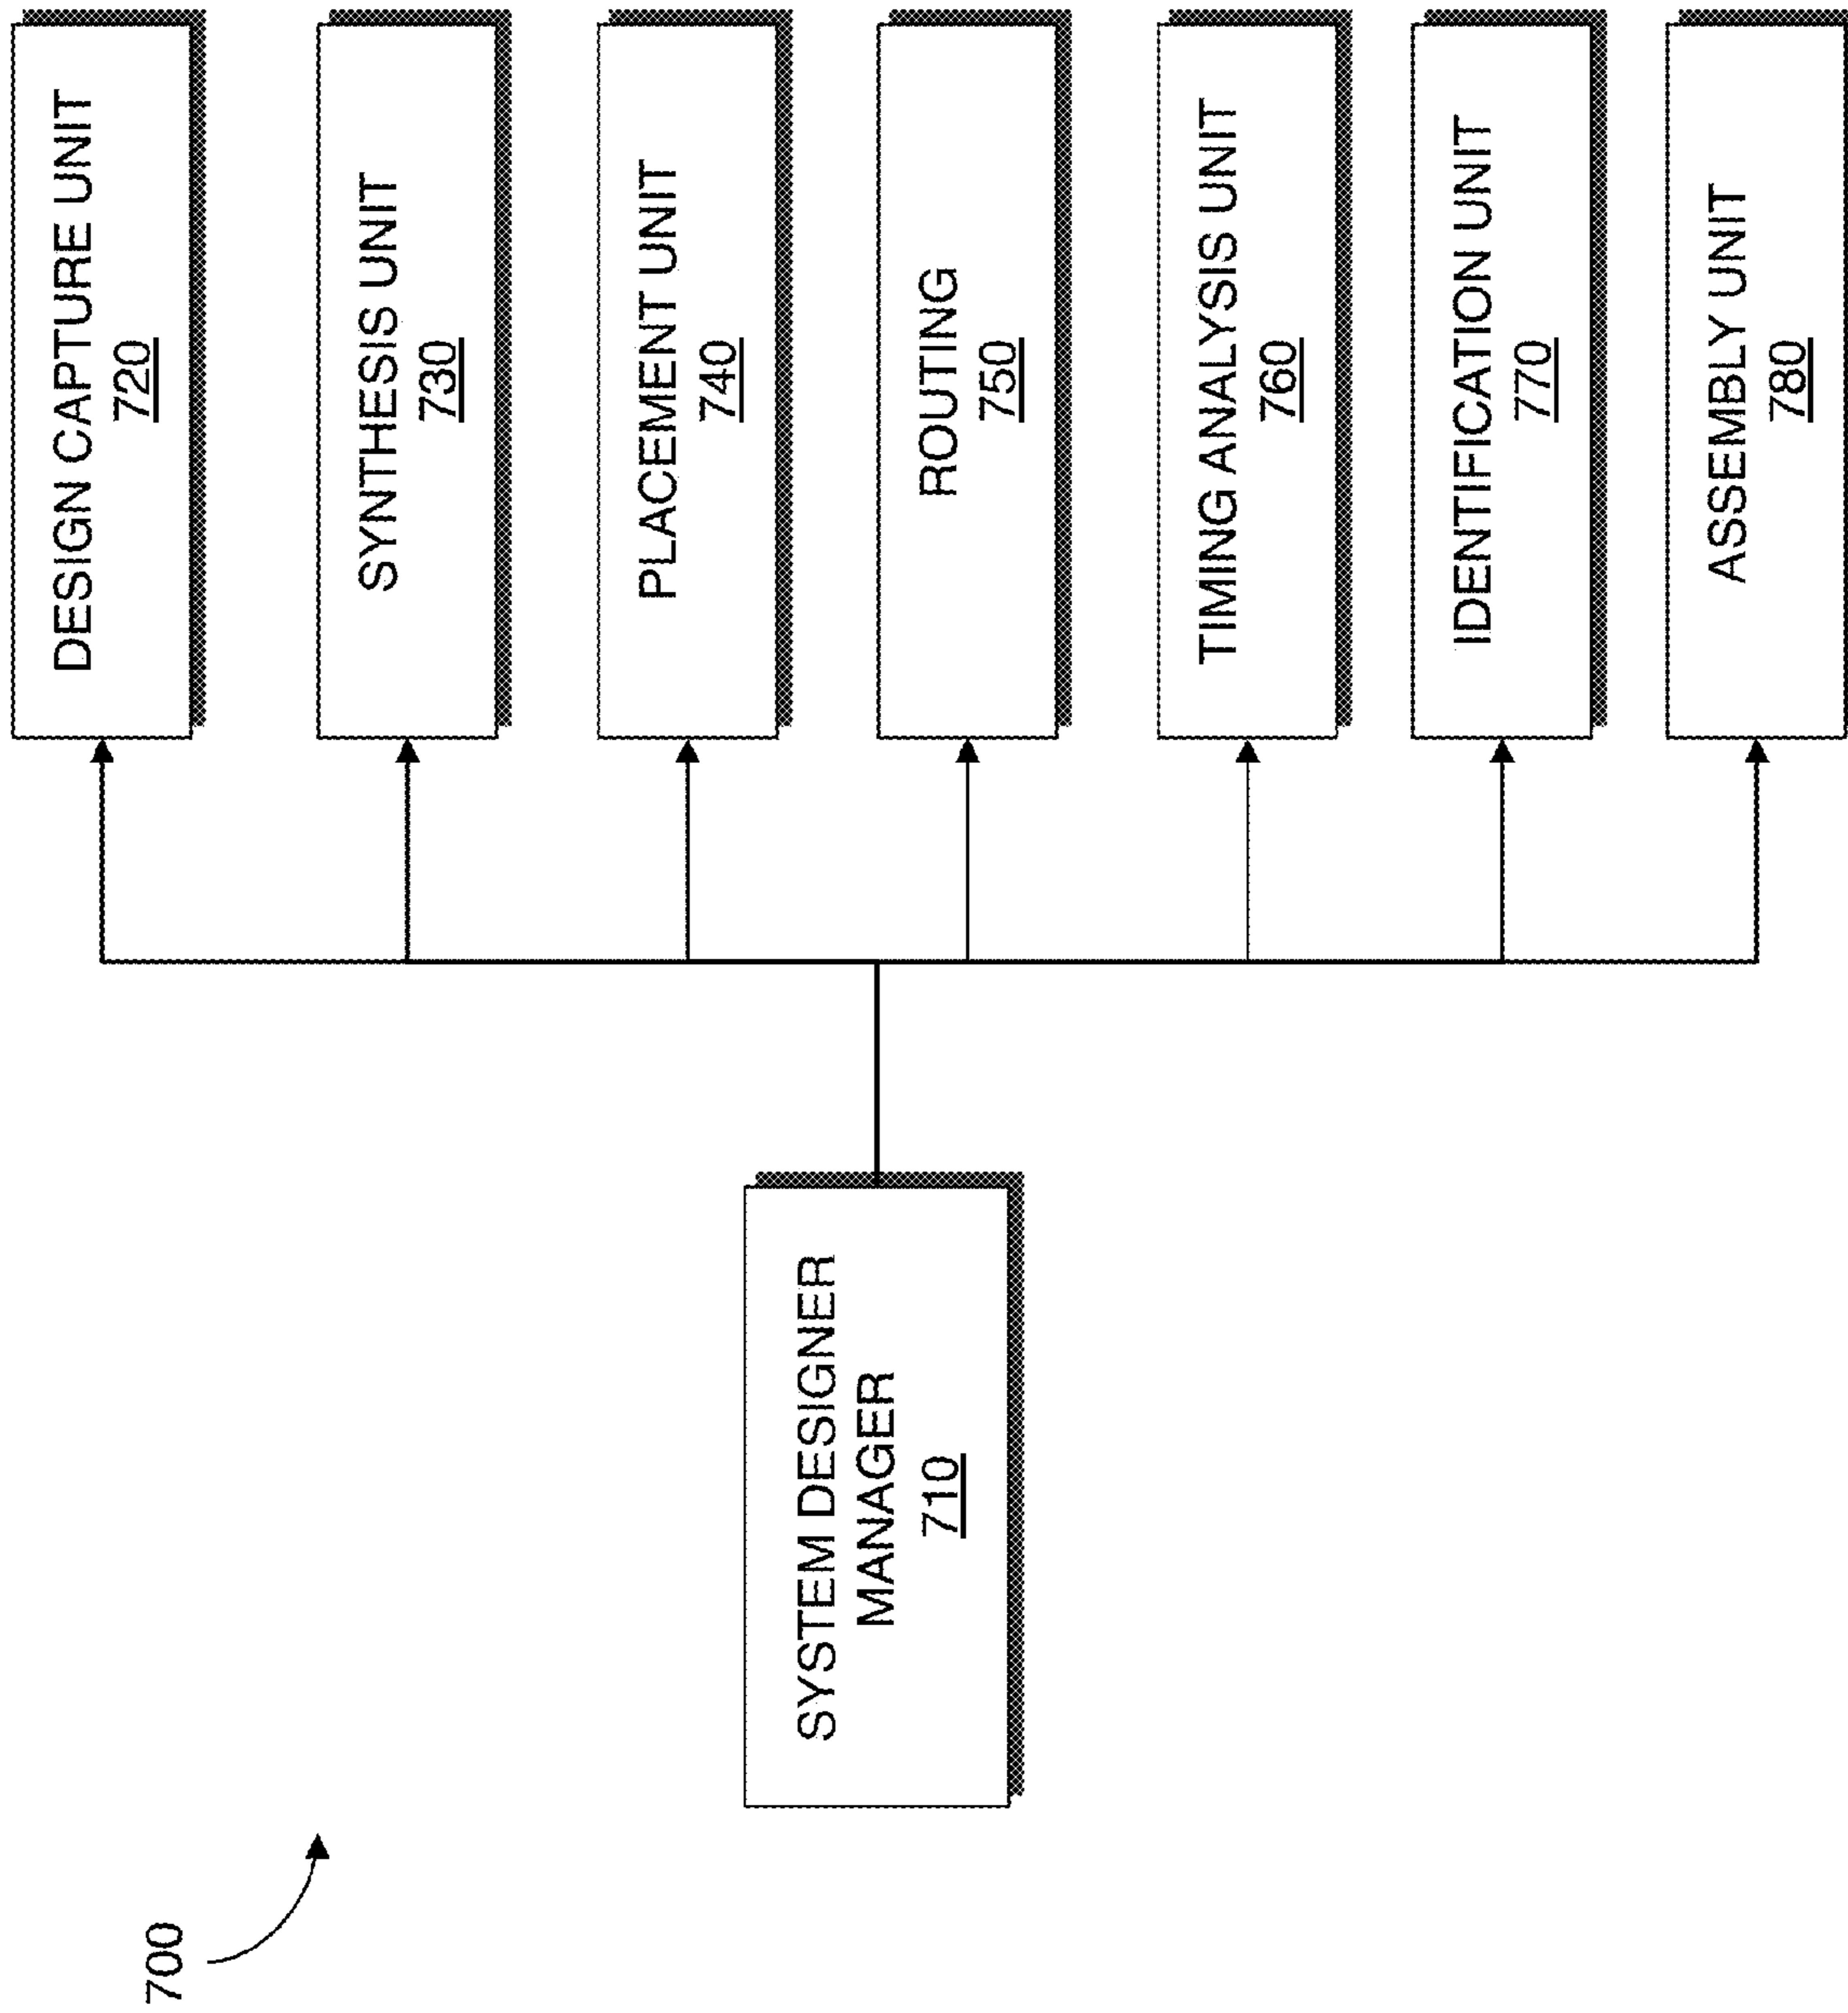 700
SYSTEM DESIGNER
MANAGER
710
DESIGN CAPTURE UNIT
720
SYNTHESIS UNIT
730
PLACEMENT UNIT
740
ROUTING
750
TIMING ANALYSIS UNIT
760
IDENTIFICATION UNIT
770
ASSEMBLY UNIT
780